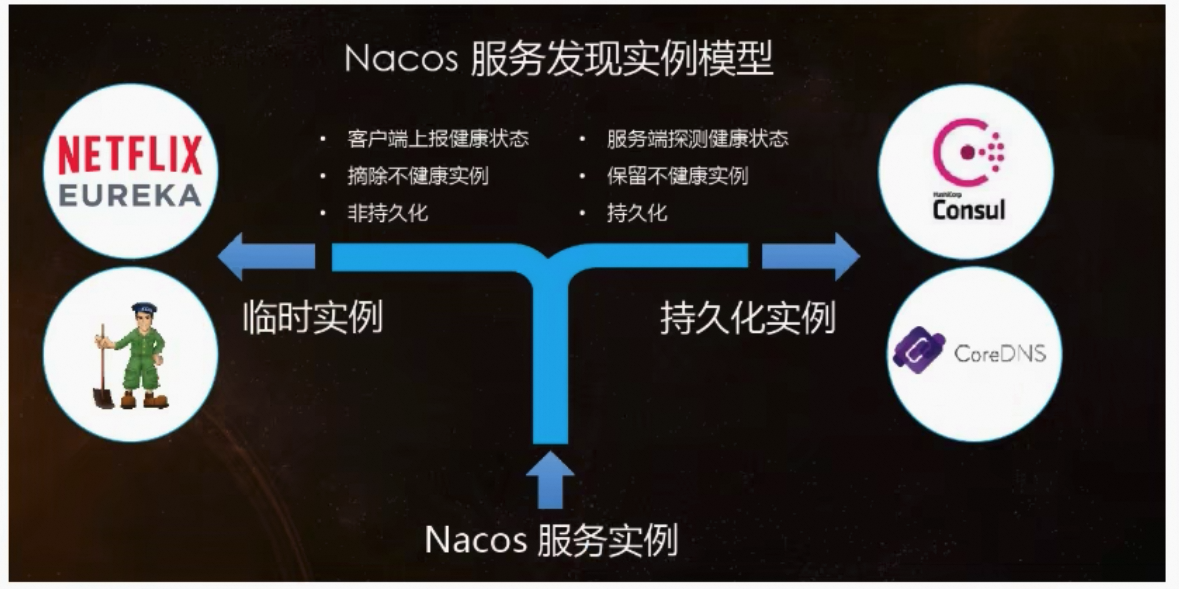 Nacos 服务发现实例模型
NETFLIX
EUREKA
• 客户端上报健康状态
• 摘除不健康实例
• 非持久化
• 服务端探测健康状态
• 保留不健康实例
• 持久化
HashiCorp
Consul
临时实例
持久化实例
CoreDNS
Nacos 服务实例